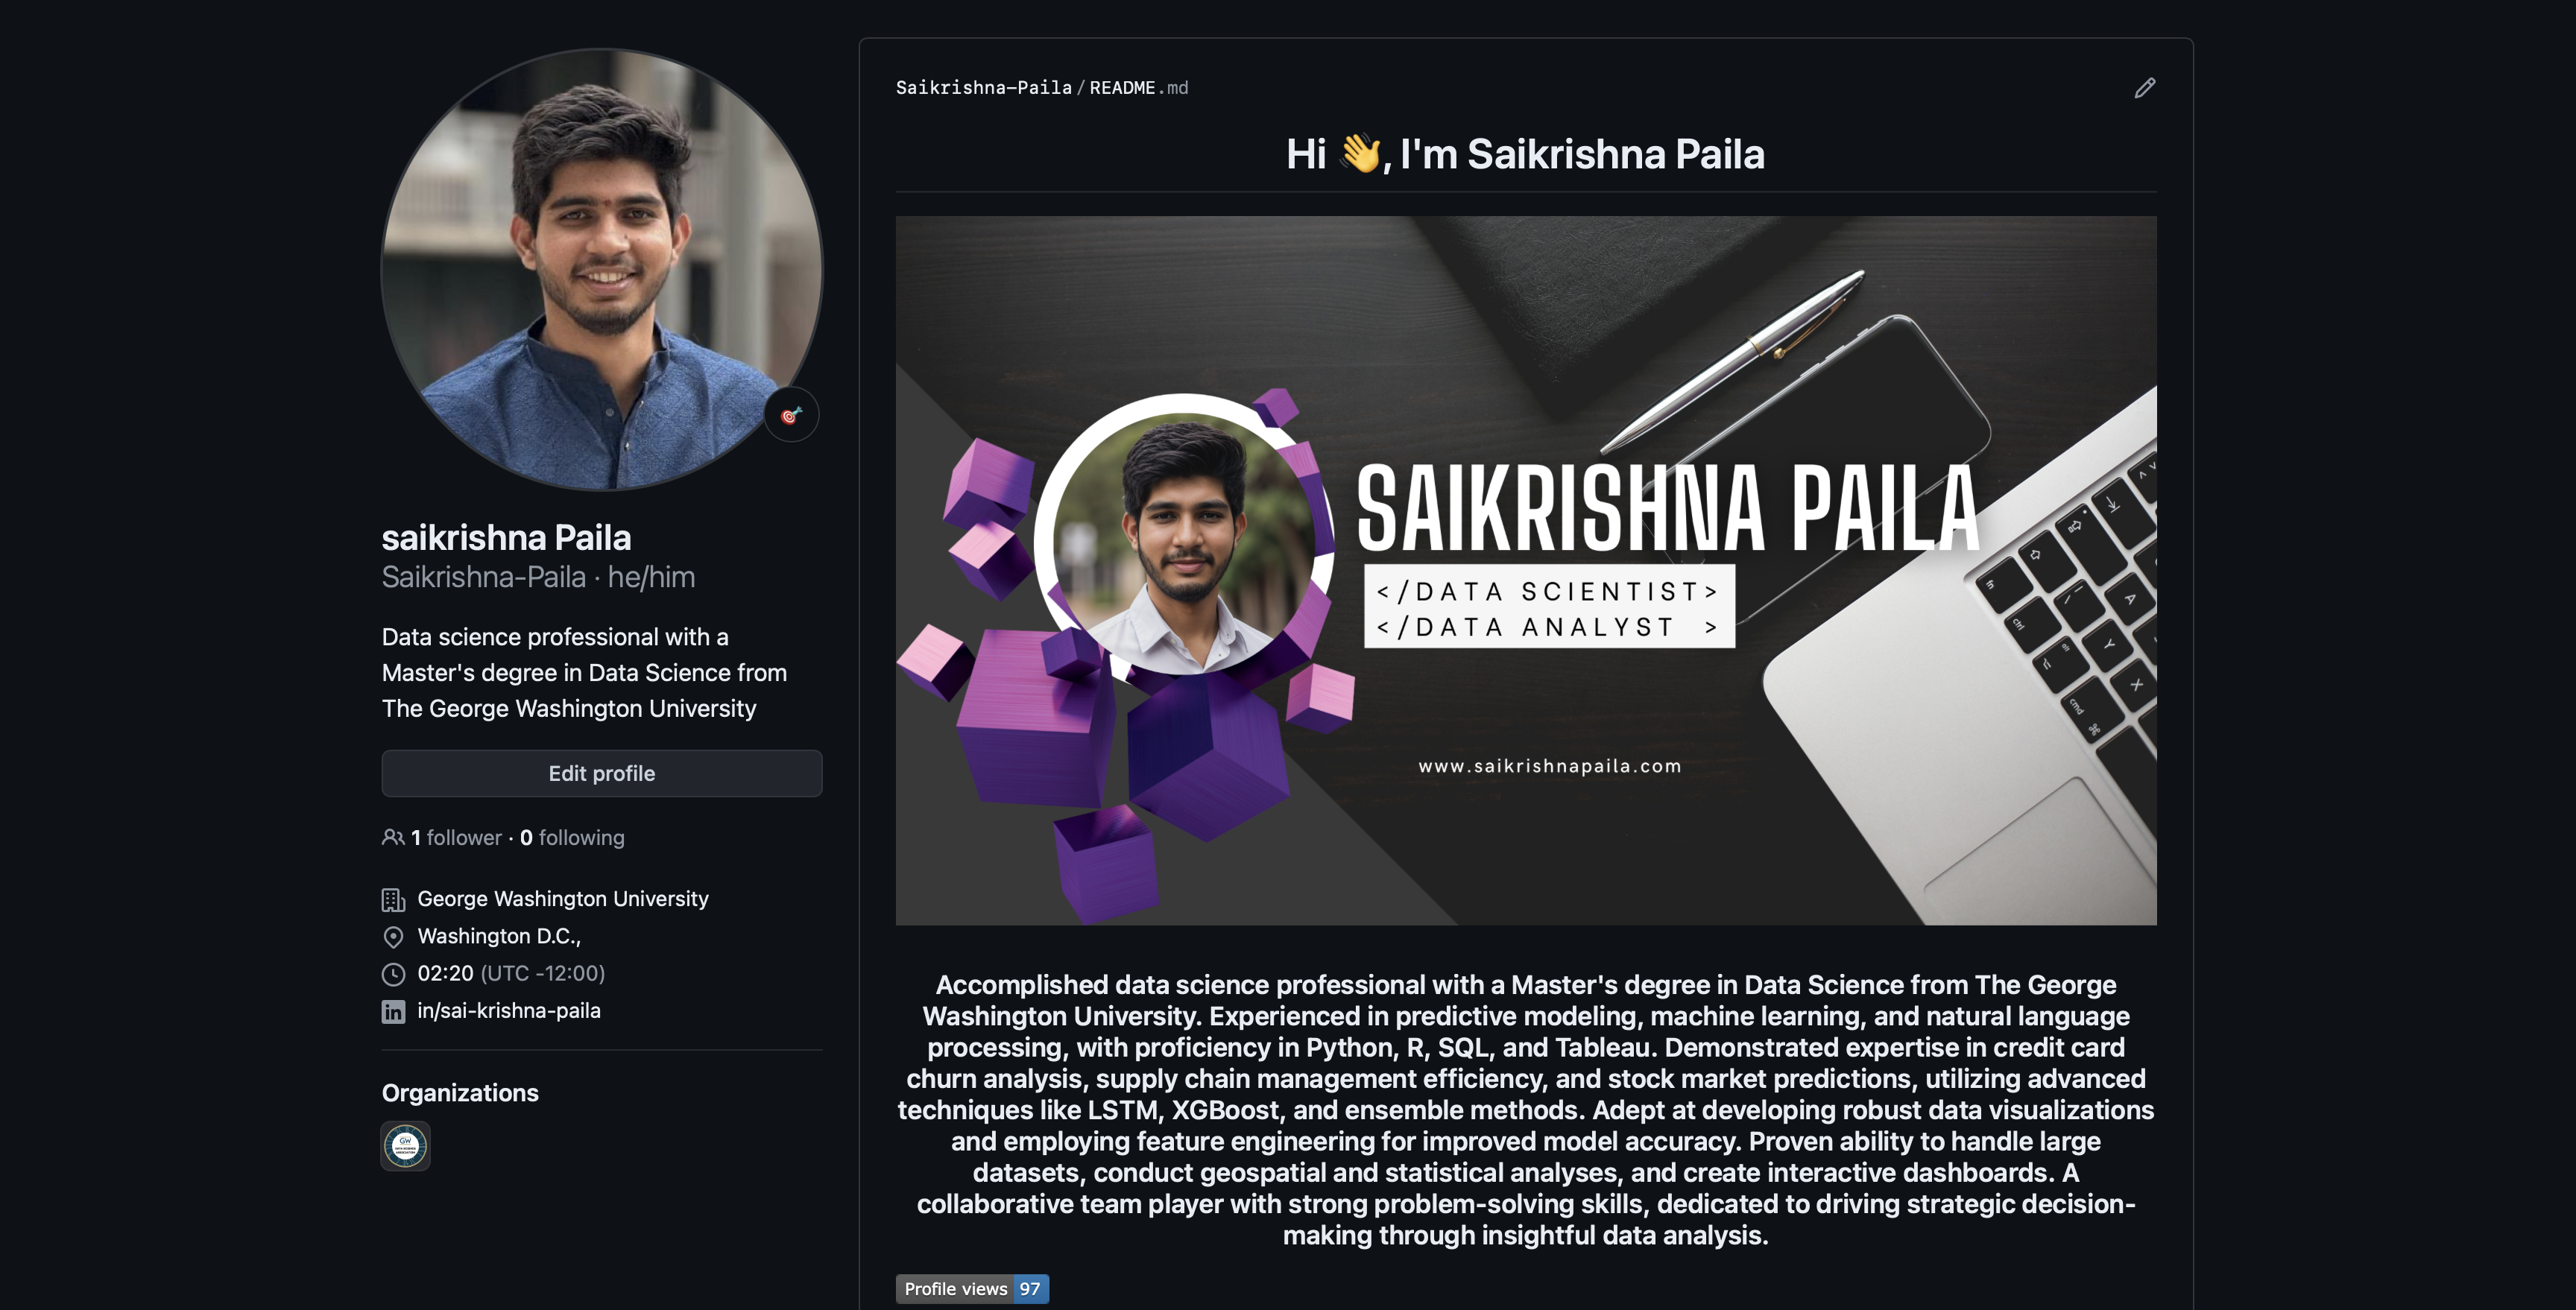 saikrishna Paila
Saikrishna-Paila · he/him
Data science professional with a
Master's degree in Data Science from
The George Washington University
Edit profile
1 follower · 0 following
George Washington University
Washington D.C.,
02:20 (UTC -12:00)
in/sai-krishna-paila
Organizations
GW
Saikrishna-Paila / README.md
Hi 👋, I'm Saikrishna Paila
SAIKRISHNA PAILA
</DATA SCIENTIST>
</DATA ANALYST >
www.saikrishnapaila.com
fn
ctrl
alt
cmd ⌘
A
Y
X
Accomplished data science professional with a Master's degree in Data Science from The George
Washington University. Experienced in predictive modeling, machine learning, and natural language
processing, with proficiency in Python, R, SQL, and Tableau. Demonstrated expertise in credit card
churn analysis, supply chain management efficiency, and stock market predictions, utilizing advanced
techniques like LSTM, XGBoost, and ensemble methods. Adept at developing robust data visualizations
and employing feature engineering for improved model accuracy. Proven ability to handle large
datasets, conduct geospatial and statistical analyses, and create interactive dashboards. A
collaborative team player with strong problem-solving skills, dedicated to driving strategic decision-
making through insightful data analysis.
Profile views 97